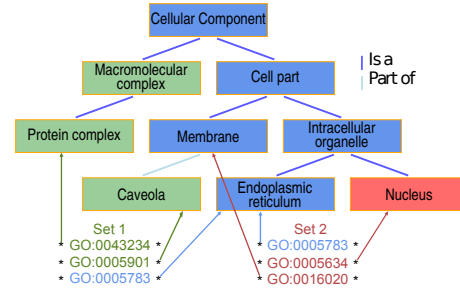 Cellular Component
Is a
Part of
Macromolecular
complex
Cell part
Protein complex
Membrane
Intracellular
organelle
Caveola
Endoplasmic
reticulum
Nucleus
Set 1
* GO:0043234 *
* GO:0005901 *
* GO:0005783 *
Set 2
* GO:0005783 *
* GO:0005634 *
* GO:0016020 *